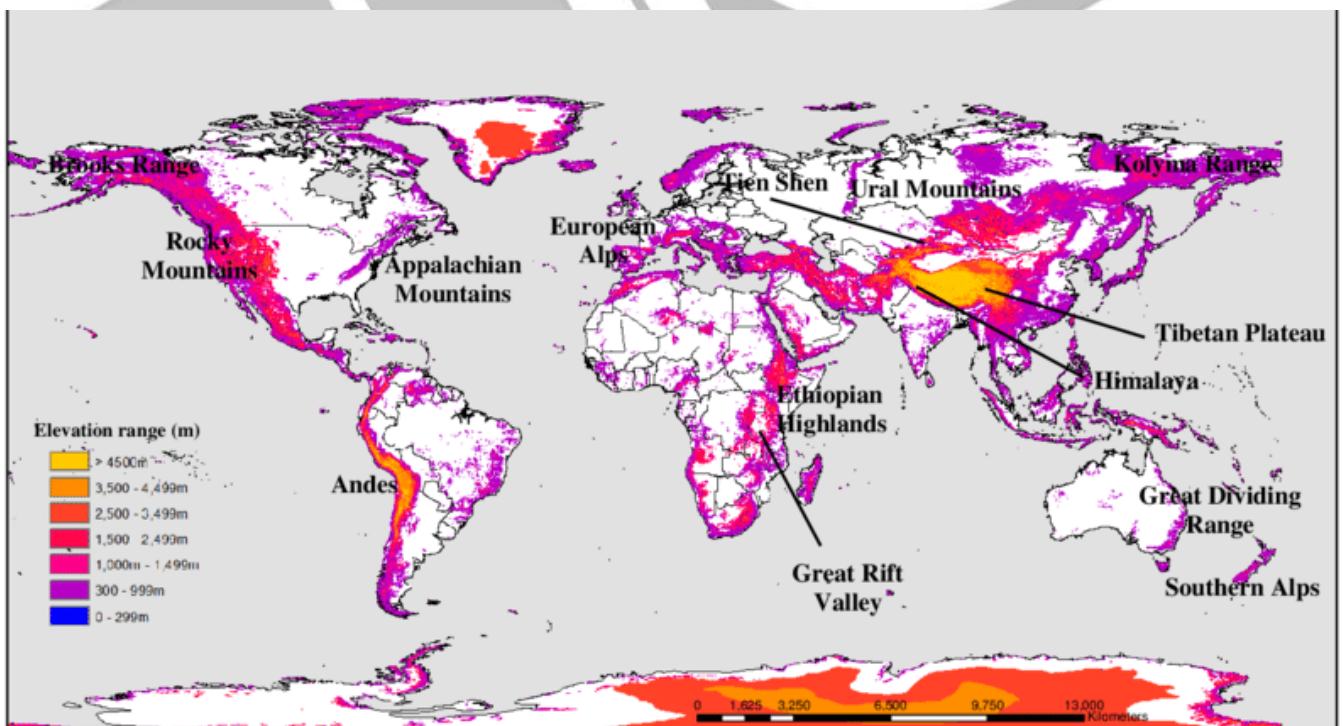 Brooks Range
Kolyma Range
Tien Shen
Ural Mountains
European
Alps
Rocky
Mountains
Appalachian
Mountains
Tibetan Plateau
Himalaya
Ethiopian
Highlands
Elevation range (m)
> 4500m
3,500 - 4,499m
2,500 - 3,499m
1,500 - 2,499m
1,000m - 1,499m
300 - 999m
0 - 299m
Andes
Great Dividing
Range
Great Rift
Valley
Southern Alps
0 1,625 3,250 6,500 9,750 13,000
Kilometers